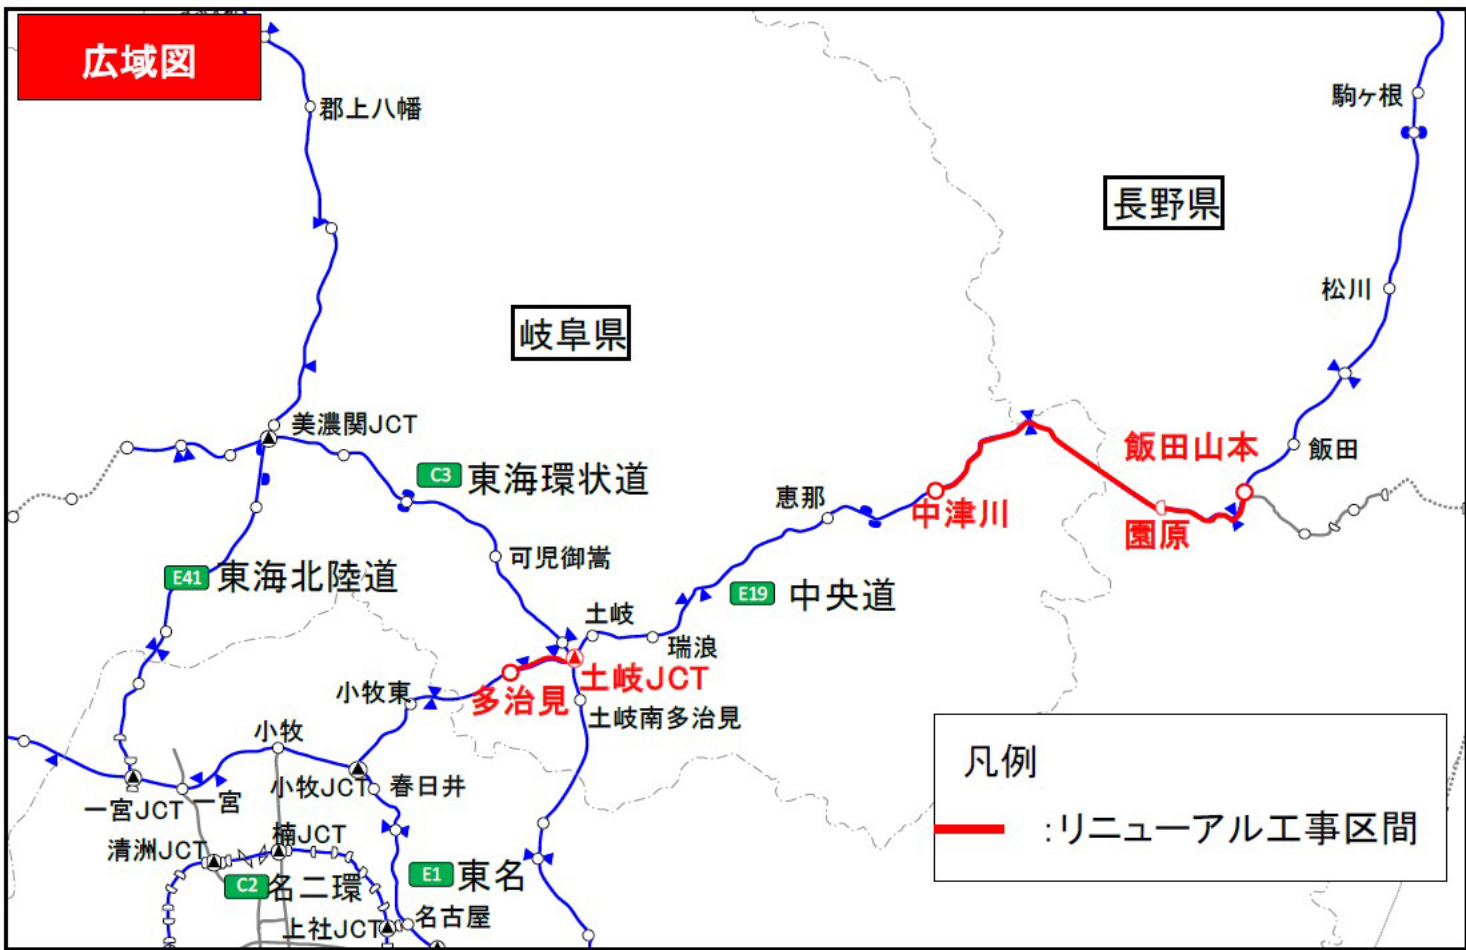 広域図
郡上八幡
駒ヶ根
長野県
松川
岐阜県
美濃関JCT
飯田山本
飯田
C3 東海環状道
恵那
中津川
園原
可児御嵩
E41 東海北陸道
E19 中央道
土岐
瑞浪
土岐JCT
小牧東
多治見
土岐南多治見
小牧
凡例
小牧JCT
春日井
一宮JCT
一宮
:リニューアル工事区間
楠JCT
清洲JCT
E1 東名
C2 名二環
上社JCT
名古屋